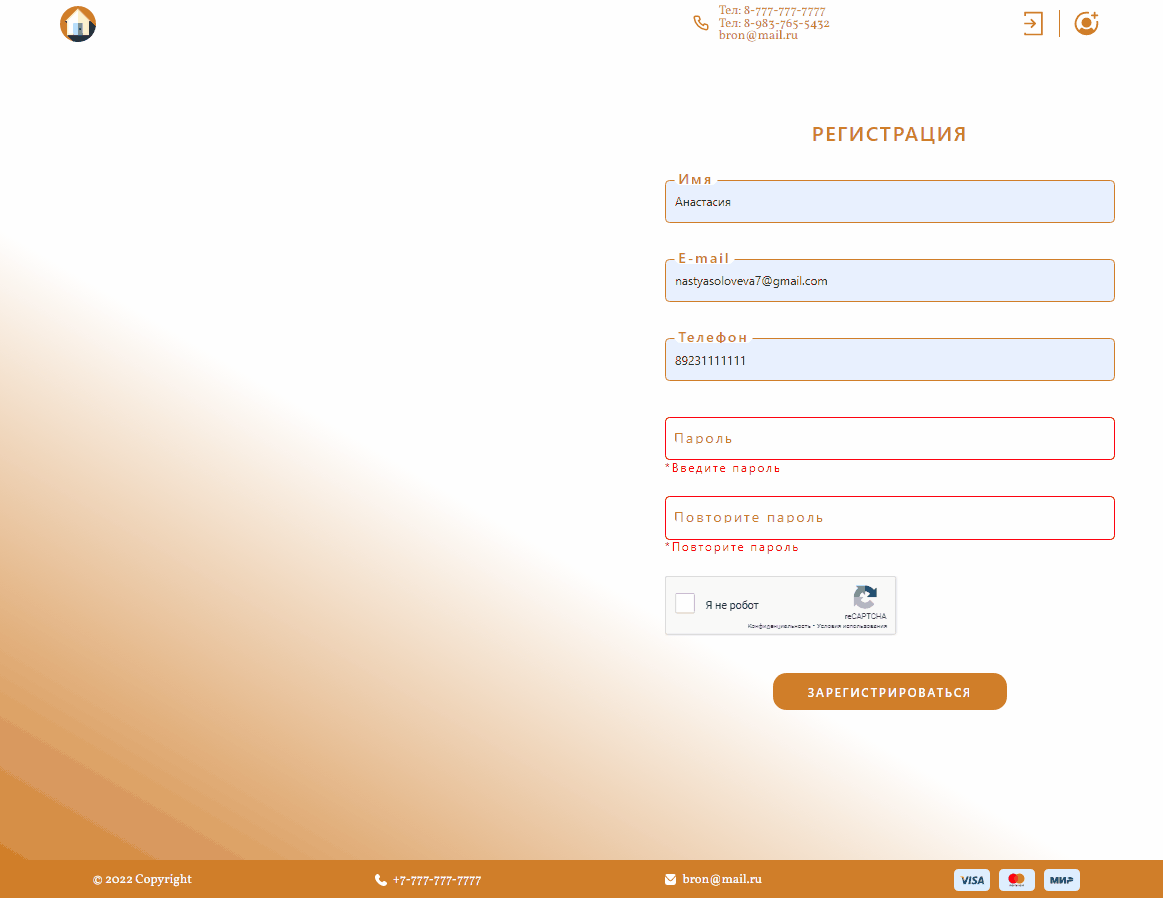 Тел: 8-777-777-7777
Тел: 8-983-765-5432
bron@mail.ru
РЕГИСТРАЦИЯ
Имя
Анастасия
E-mail
nastyasoloveva7@gmail.com
Телефон
89231111111
Пароль
*Введите пароль
Повторите пароль
*Повторите пароль
Я не робот
reCAPTCHA
Конфиденциальность - Условия использования
ЗАРЕГИСТРИРОВАТЬСЯ
© 2022 Copyright
+7-777-777-7777
bron@mail.ru
VISA
МИР